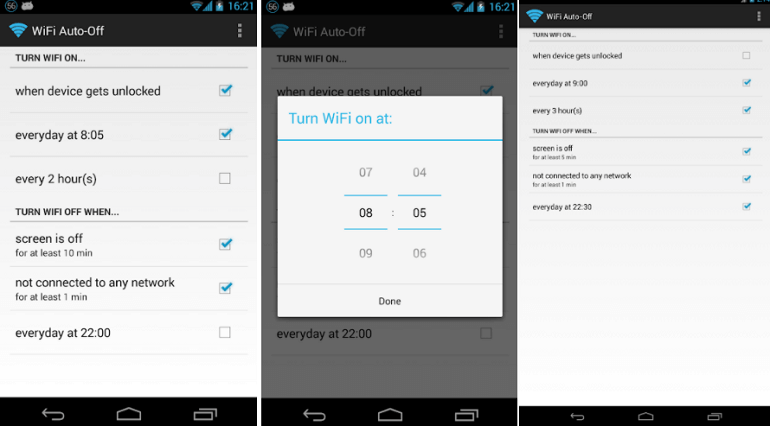 56 16:21
WiFi Auto-Off
TURN WIFI ON...
when device gets unlocked
everyday at 8:05
every 2 hour(s)
TURN WIFI OFF WHEN...
screen is off
for at least 10 min
not connected to any network
for at least 1 min
everyday at 22:00
56 16:21
WiFi Auto-Off
TURN WIFI ON...
when device gets unlocked
Turn WiFi on at:
07 04
08 : 05
09 06
Done
everyday at 22:00
WiFi Auto-Off
TURN WIFI ON...
when device gets unlocked
everyday at 9:00
every 3 hour(s)
TURN WIFI OFF WHEN...
screen is off
for at least 5 min
not connected to any network
for at least 1 min
everyday at 22:30